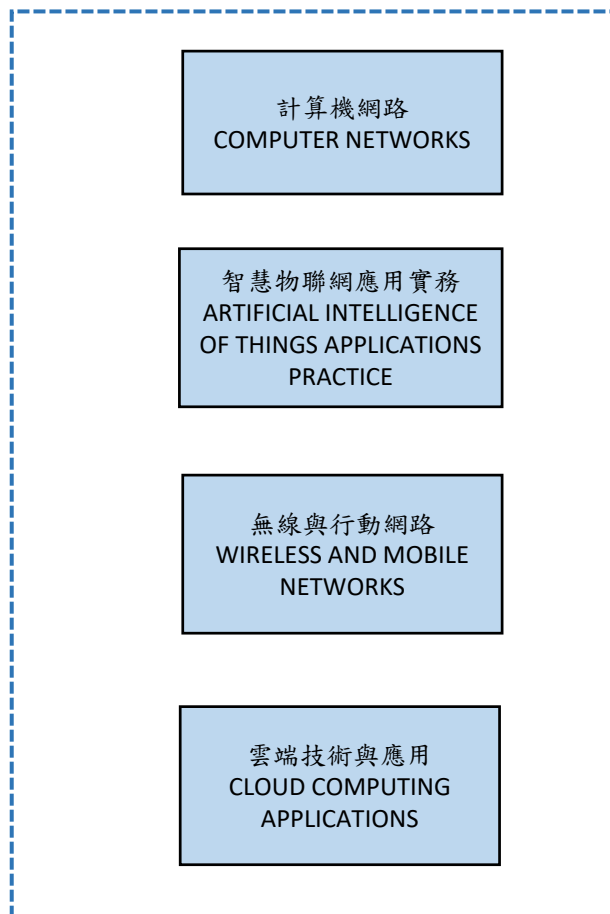 計算機網路
COMPUTER NETWORKS
智慧物聯網應用實務
ARTIFICIAL INTELLIGENCE
OF THINGS APPLICATIONS
PRACTICE
無線與行動網路
WIRELESS AND MOBILE
NETWORKS
雲端技術與應用
CLOUD COMPUTING
APPLICATIONS